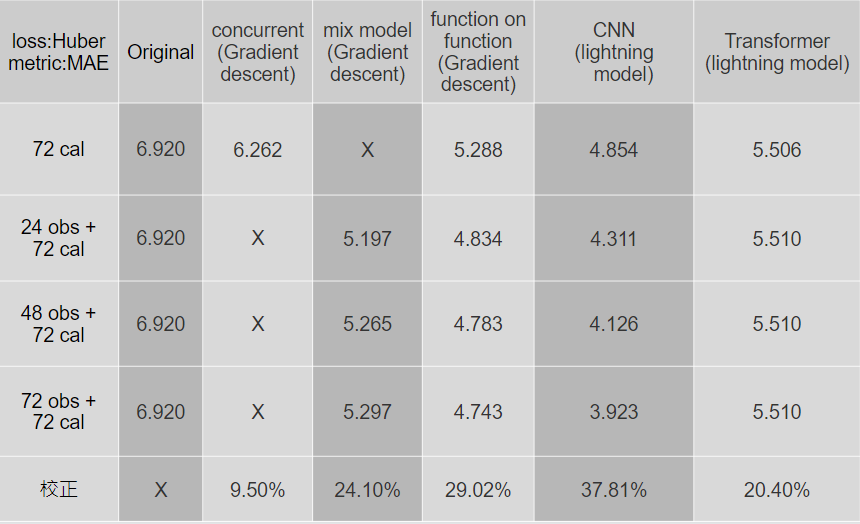 loss:Huber metric:MAE	Original	concurrent (Gradient descent)	mix model (Gradient descent)	function on function (Gradient descent)	CNN (lightning model)	Transformer (lightning model)
72 cal	6.920	6.262	X	5.288	4.854	5.506
24 obs + 72 cal	6.920	X	5.197	4.834	4.311	5.510
48 obs + 72 cal	6.920	X	5.265	4.783	4.126	5.510
72 obs + 72 cal	6.920	X	5.297	4.743	3.923	5.510
校正	X	9.50%	24.10%	29.02%	37.81%	20.40%